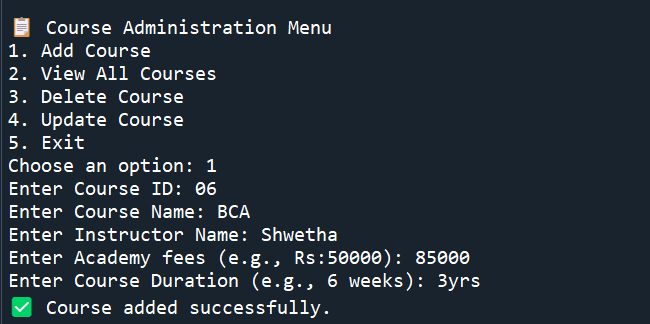 📋 Course Administration Menu
1. Add Course
2. View All Courses
3. Delete Course
4. Update Course
5. Exit
Choose an option: 1
Enter Course ID: 06
Enter Course Name: BCA
Enter Instructor Name: Shwetha
Enter Academy fees (e.g., Rs:50000): 85000
Enter Course Duration (e.g., 6 weeks): 3yrs
✅ Course added successfully.